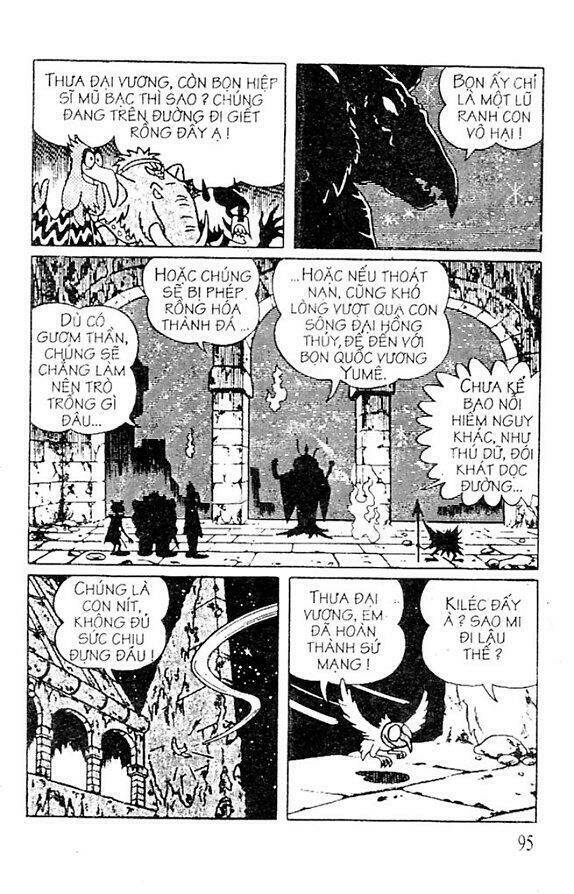 THƯA ĐẠI VƯƠNG, CÒN BỌN HIỆP
SĨ MŨ BẠC THÌ SAO ? CHÚNG
ĐANG TRÊN ĐƯỜNG ĐI GIẾT
RỒNG ĐẤY Ạ !
BỌN ẤY CHỈ
LÀ MỘT LŨ
RANH CON
VÔ HẠI !
DÙ CÓ
GƯƠM THẦN,
CHÚNG SẼ
CHẲNG LÀM
NÊN TRÒ
TRỐNG GÌ
ĐÂU...
HOẶC CHÚNG
SẼ BỊ PHÉP
RỒNG HÓA
THÀNH ĐÁ ...
...HOẶC NẾU THOÁT
NẠN, CŨNG KHÓ
LÒNG VƯỢT QUA CON
SÔNG ĐẠI HỒNG
THỦY, ĐỂ ĐẾN VỚI
BỌN QUỐC VƯƠNG
YUMÊ.
CHƯA KỂ
BAO NỖI
HIỂM NGUY
KHÁC, NHƯ
THÚ DỮ, ĐÓI
KHÁT DỌC
ĐƯỜNG...
CHÚNG LÀ
CON NÍT,
KHÔNG ĐỦ
SỨC CHỊU
ĐỰNG ĐÂU !
THƯA ĐẠI
VƯƠNG, EM
ĐÃ HOÀN
THÀNH SỨ
MẠNG !
KILÉC ĐẤY
À ? SAO MI
ĐI LÂU
THẾ ?
95